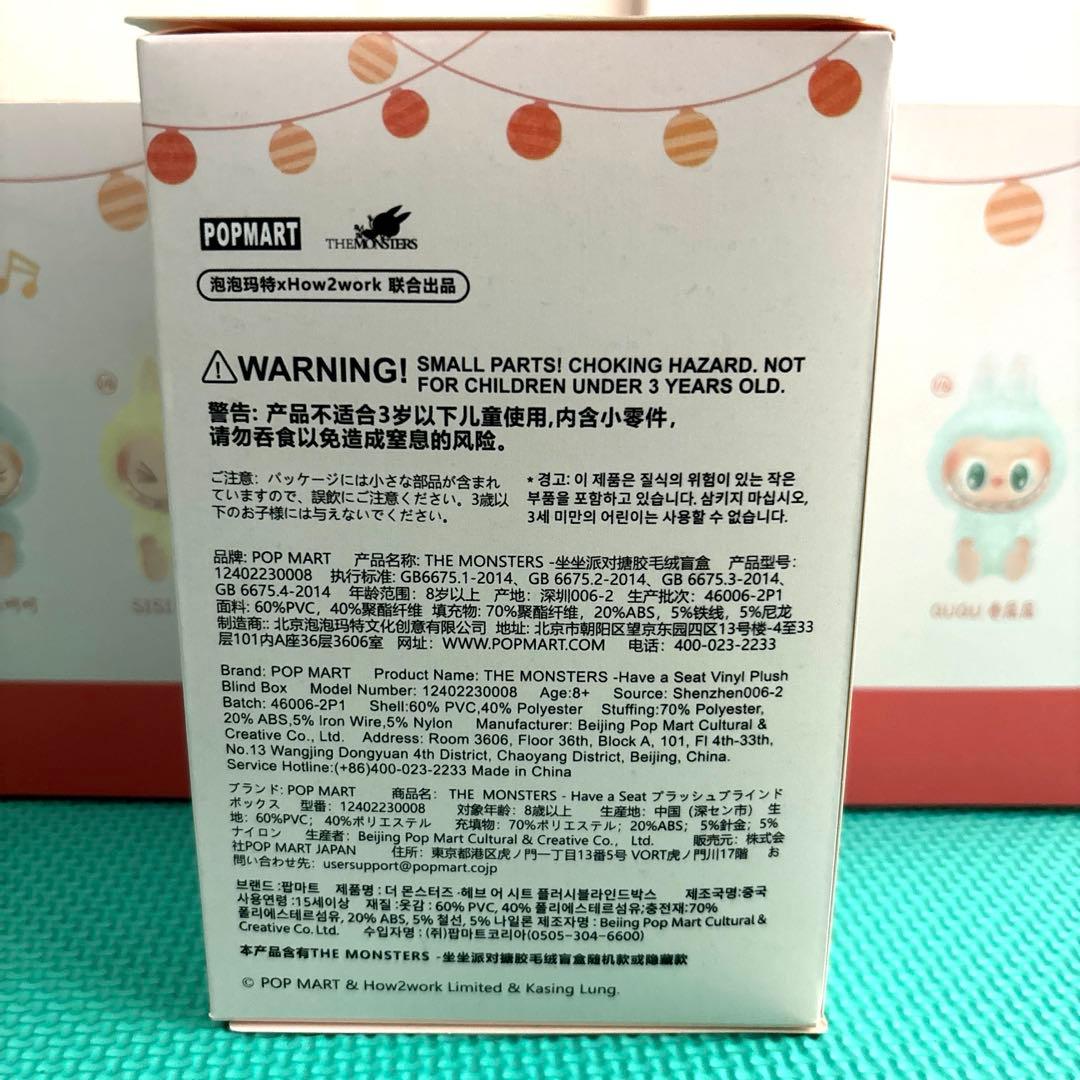 POPMART
THE MONSTERS
泡泡玛特xHow2work 联合出品
WARNING! SMALL PARTS! CHOKING HAZARD. NOT
FOR CHILDREN UNDER 3 YEARS OLD.
警告: 产品不适合3岁以下儿童使用,内含小零件,
请勿吞食以免造成窒息的风险。
ご注意: パッケージには小さな部品が含まれ
ていますので、誤飲にご注意ください。3歳以
下のお子様には与えないでください。
* 경고: 이 제품은 질식의 위험이 있는 작은
부품을 포함하고 있습니다. 삼키지 마십시오,
3세 미만의 어린이는 사용할 수 없습니다.
品牌: POP MART 产品名称: THE MONSTERS -坐坐派对搪胶毛绒盲盒 产品型号:
12402230008 执行标准: GB6675.1-2014、GB 6675.2-2014、GB 6675.3-2014、
GB 6675.4-2014 年龄范围: 8岁以上 产地: 深圳006-2 生产批次: 46006-2P1
面料: 60%PVC, 40%聚酯纤维 填充物: 70%聚酯纤维, 20%ABS, 5%铁线, 5%尼龙
制造商:: 北京泡泡玛特文化创意有限公司 地址: 北京市朝阳区望京东园四区13号楼-4至33
层101内A座36层3606室 网址: WWW.POPMART.COM 电话: 400-023-2233
Brand: POP MART Product Name: THE MONSTERS -Have a Seat Vinyl Plush
Blind Box Model Number: 12402230008 Age:8+ Source: Shenzhen006-2
Batch: 46006-2P1 Shell:60% PVC,40% Polyester Stuffing:70% Polyester,
20% ABS,5% Iron Wire,5% Nylon Manufacturer: Beijing Pop Mart Cultural &
Creative Co., Ltd. Address: Room 3606, Floor 36th, Block A, 101, Fl 4th-33th,
No.13 Wangjing Dongyuan 4th District, Chaoyang District, Beijing, China.
Service Hotline:(+86)400-023-2233 Made in China
ブランド: POP MART 商品名: THE MONSTERS - Have a Seat プラッシュブラインド
ボックス 型番: 12402230008 対象年齢: 8歳以上 生産地: 中国 (深セン市) 生
地: 60%PVC; 40%ポリエステル 充填物: 70%ポリエステル; 20%ABS; 5%針金; 5%
ナイロン 生産者: Beijing Pop Mart Cultural & Creative Co., Ltd. 販売元: 株式会
社POP MART JAPAN 住所: 東京都港区虎ノ門一丁目13番5号 VORT虎ノ門川17階 お
問い合わせ先: usersupport@popmart.cojp
브랜드 :팝마트 제품명 : 더 몬스터즈 -헤브 어 시트 플러시블라인드박스 제조국명:중국
사용연령 :15세이상 재질 :옷감 : 60% PVC, 40% 폴리에스테르섬유;충전재:70%
폴리에스테르섬유, 20% ABS, 5% 철선, 5% 나일론 제조자명 : Beijing Pop Mart Cultural &
Creative Co. Ltd. 수입자명 : (주)팝마트코리아(0505-304-6600)
本产品含有THE MONSTERS -坐坐派对搪胶毛绒盲盒随机款或隐藏款
© POP MART & How2work Limited & Kasing Lung.
1/6
SISI
1/6
QUQU